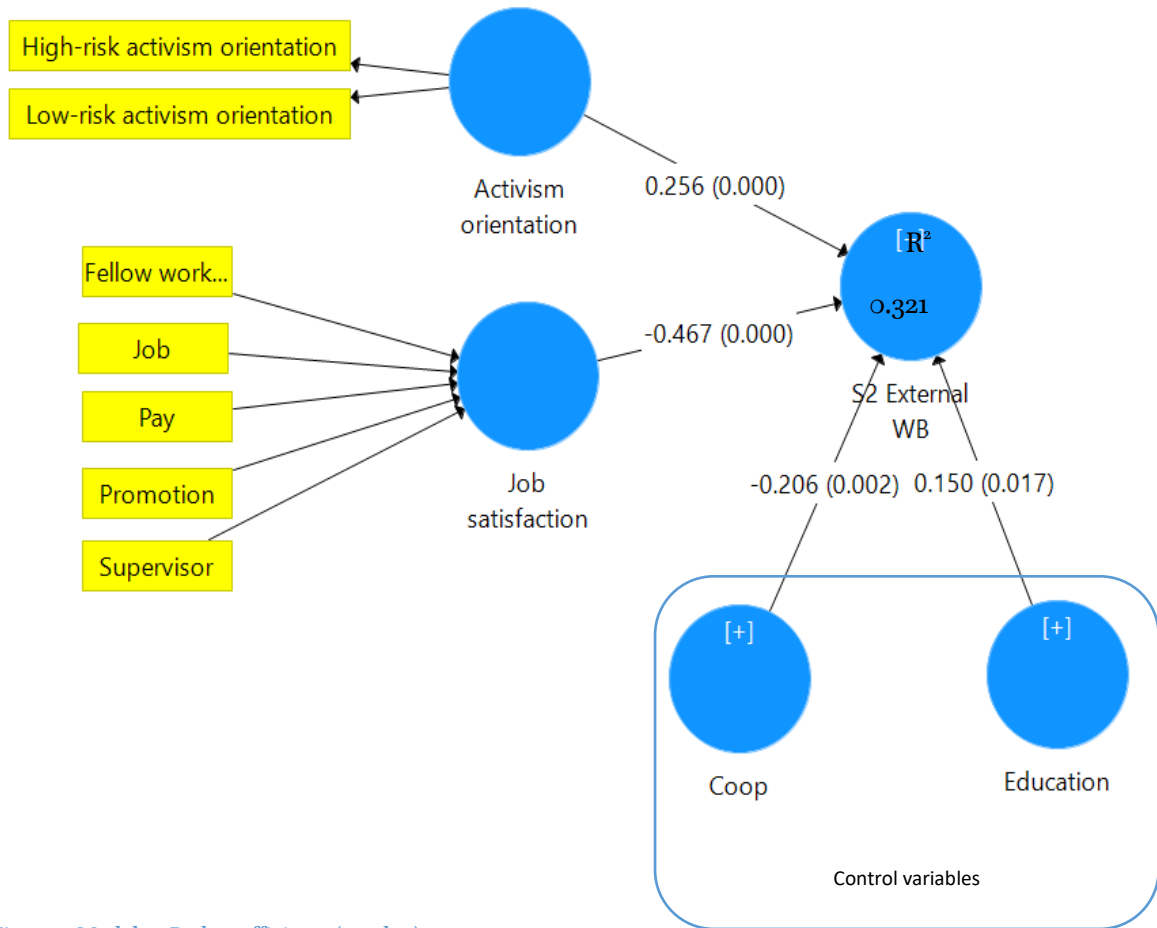 High-risk activism orientation
Low-risk activism orientation
Activism
orientation
0.256 (0.000)
[+]
R²
0.321
S2 External
WB
Fellow work...
Job
Pay
Promotion
Supervisor
Job
satisfaction
-0.467 (0.000)
-0.206 (0.002)
0.150 (0.017)
[+]
Coop
[+]
Education
Control variables